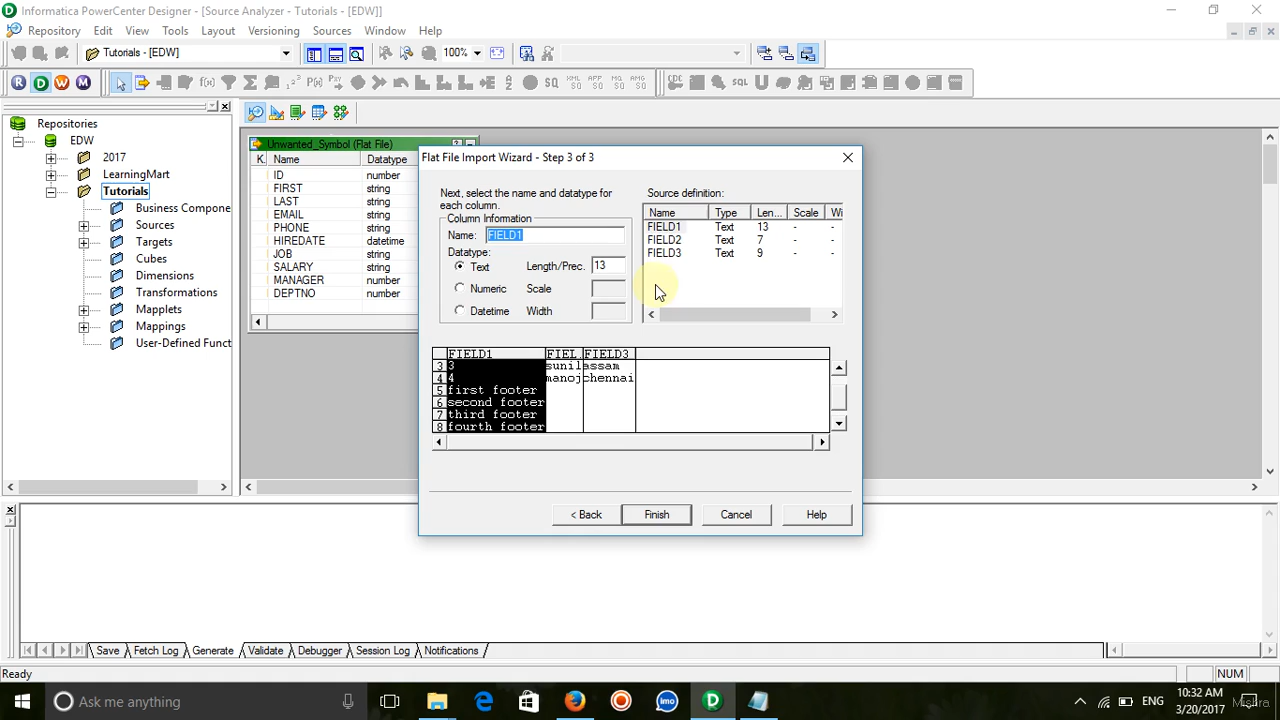 Informatica PowerCenter Designer - [Source Analyzer - Tutorials - [EDW]]
Repository Edit View Tools Layout Versioning Sources Window Help
Tutorials - [EDW] 100%
R D W M
Repositories
EDW
2017
LearningMart
Tutorials
Business Compone
Sources
Targets
Cubes
Dimensions
Transformations
Mapplets
Mappings
User-Defined Funct
Unwanted_Symbol (Flat File)
K Name Datatype
ID number
FIRST string
LAST string
EMAIL string
PHONE string
HIREDATE datetime
JOB string
SALARY string
MANAGER number
DEPTNO number
Flat File Import Wizard - Step 3 of 3
Next, select the name and datatype for
each column.
Column Information
Name: FIELD1
Datatype:
Text Length/Prec. 13
Numeric Scale
Datetime Width
Source definition:
Name Type Len... Scale Wi
FIELD1 Text 13 - -
FIELD2 Text 7 - -
FIELD3 Text 9 - -
FIELD1 FIEL FIELD3
3 3 sunil assam
4 4 manoj chennai
5 first footer
6 second footer
7 third footer
8 fourth footer
< Back Finish Cancel Help
Save Fetch Log Generate Validate Debugger Session Log Notifications
Ready NUM
Ask me anything
imo
D
ENG
10:32 AM
3/20/2017
Mishra